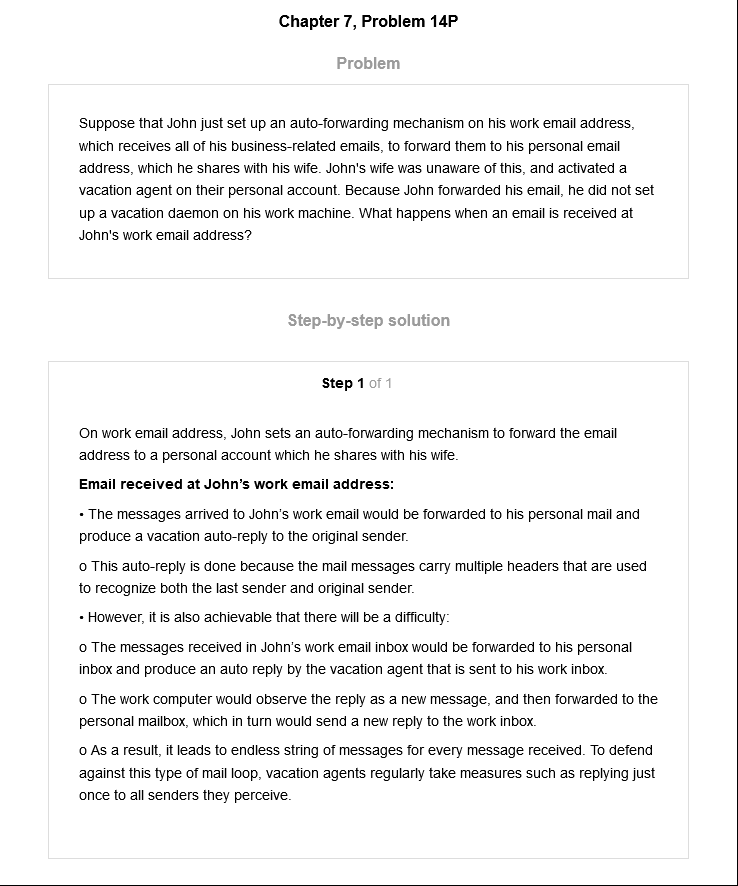 Chapter 7, Problem 14P
Problem
Suppose that John just set up an auto-forwarding mechanism on his work email address,
which receives all of his business-related emails, to forward them to his personal email
address, which he shares with his wife. John's wife was unaware of this, and activated a
vacation agent on their personal account. Because John forwarded his email, he did not set
up a vacation daemon on his work machine. What happens when an email is received at
John's work email address?
Step-by-step solution
Step 1 of 1
On work email address, John sets an auto-forwarding mechanism to forward the email
address to a personal account which he shares with his wife.
Email received at John’s work email address:
• The messages arrived to John’s work email would be forwarded to his personal mail and
produce a vacation auto-reply to the original sender.
o This auto-reply is done because the mail messages carry multiple headers that are used
to recognize both the last sender and original sender.
• However, it is also achievable that there will be a difficulty:
o The messages received in John’s work email inbox would be forwarded to his personal
inbox and produce an auto reply by the vacation agent that is sent to his work inbox.
o The work computer would observe the reply as a new message, and then forwarded to the
personal mailbox, which in turn would send a new reply to the work inbox.
o As a result, it leads to endless string of messages for every message received. To defend
against this type of mail loop, vacation agents regularly take measures such as replying just
once to all senders they perceive.